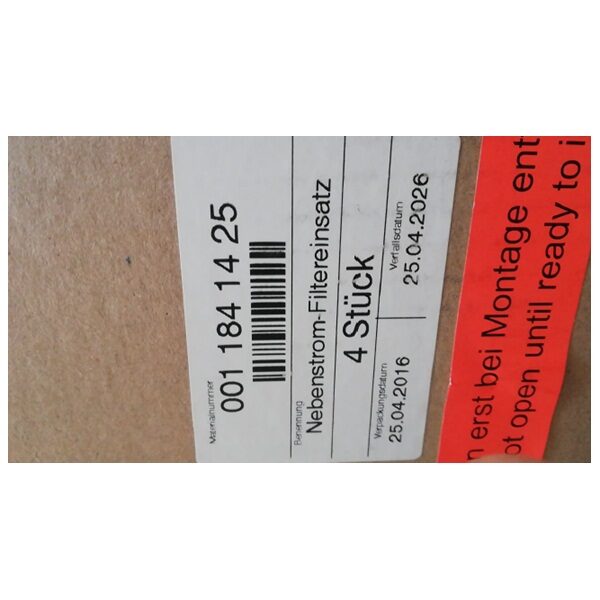 Materialnummer
001 184 14 25
Benennung
Nebenstrom-Filtereinsatz
4 Stück
Verpackungsdatum
25.04.2016
Verfallsdatum
25.04.2026
n erst bei Montage ent
ot open until ready to i